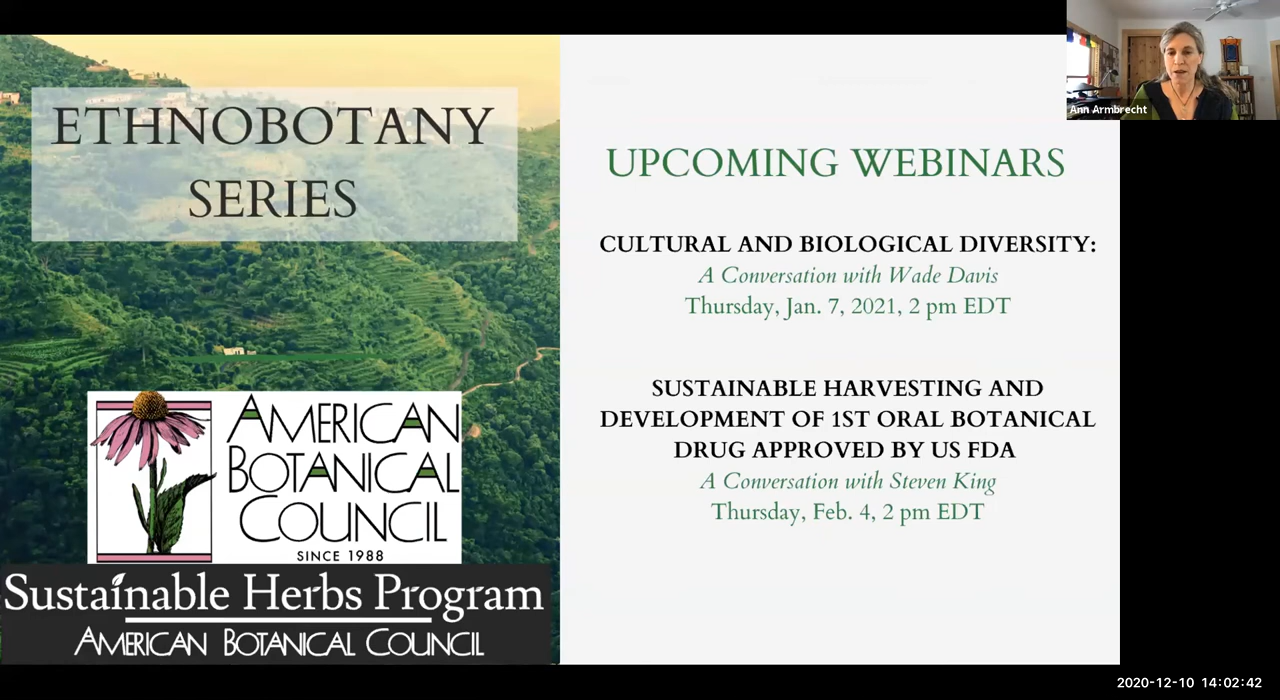 ETHNOBOTANY
SERIES
AMERICAN
BOTANICAL
COUNCIL
SINCE 1988
Sustainable Herbs Program
AMERICAN BOTANICAL COUNCIL
UPCOMING WEBINARS
CULTURAL AND BIOLOGICAL DIVERSITY:
A Conversation with Wade Davis
Thursday, Jan. 7, 2021, 2 pm EDT
SUSTAINABLE HARVESTING AND
DEVELOPMENT OF 1ST ORAL BOTANICAL
DRUG APPROVED BY US FDA
A Conversation with Steven King
Thursday, Feb. 4, 2 pm EDT
Ann Armbrecht
2020-12-10 14:02:42